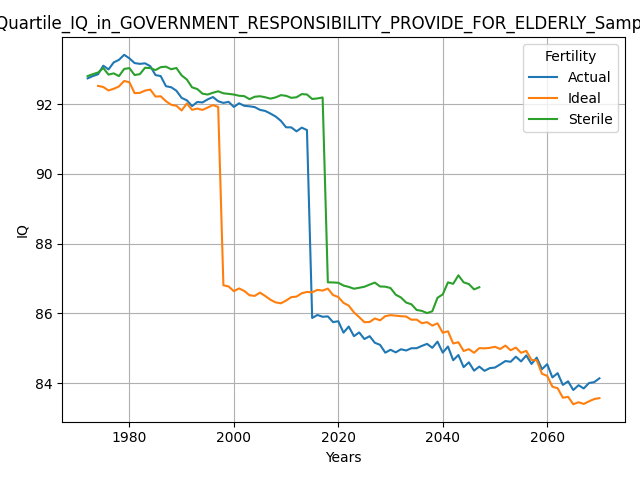 Quartile_IQ_in_GOVERNMENT_RESPONSIBILITY_PROVIDE_FOR_ELDERLY_Samp
Fertility
Actual
Ideal
Sterile
92
90
88
86
84
IQ
1980
2000
2020
2040
2060
Years